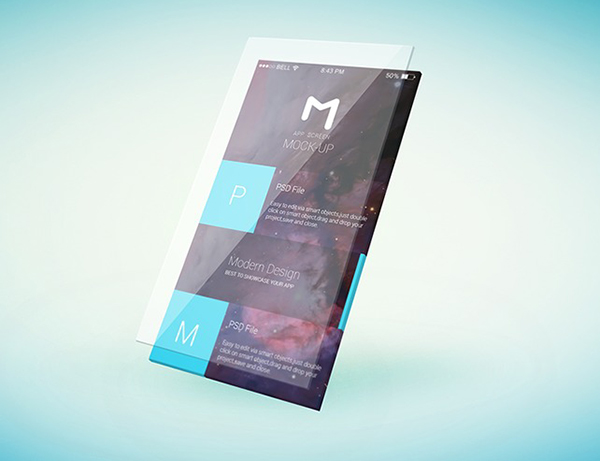 BELL 8:43 PM 50%
M
APP SCREEN
MOCK-UP
P
PSD File
Easy to edit via smart objects,just double
click on smart object,drag and drop your
project,save and close.
Modern Design
BEST TO SHOWCASE YOUR APP
M
PSD File
Easy to edit via smart objects,just double
click on smart object,drag and drop your
project,save and close.